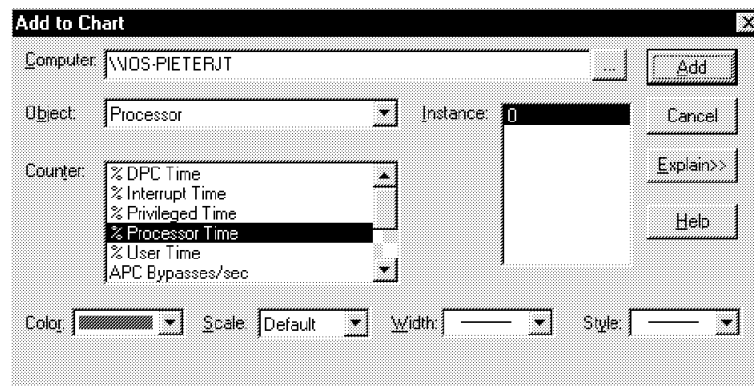 Add to Chart
Computer: \\IOS-PIETERJT ... Add
Object: Processor Instance: 0 Cancel
Counter: % DPC Time Explain>>
% Interrupt Time
% Privileged Time Help
% Processor Time
% User Time
APC Bypasses/sec
Color: Scale: Default Width: Style: